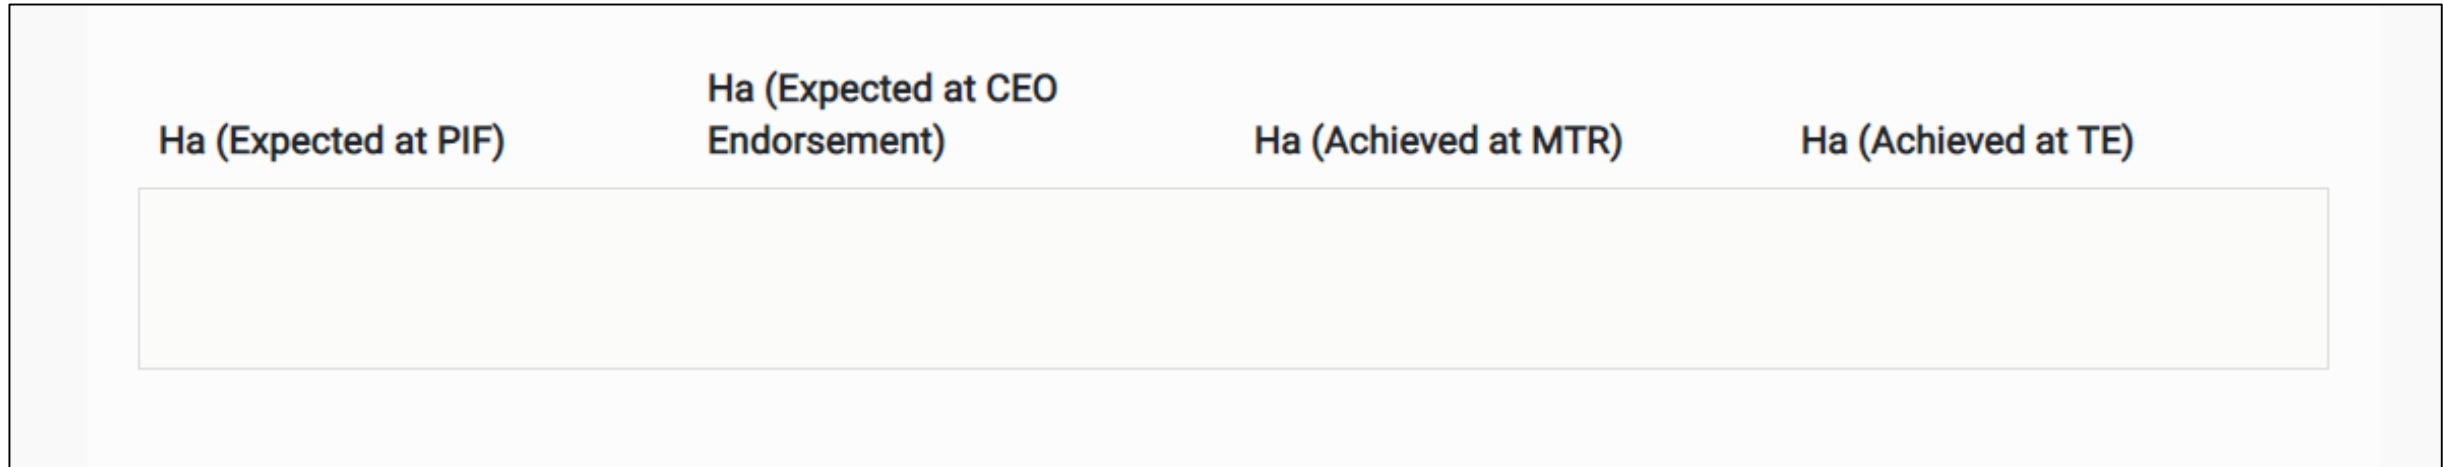 Ha (Expected at PIF)
Ha (Expected at CEO
Endorsement)
Ha (Achieved at MTR)
Ha (Achieved at TE)